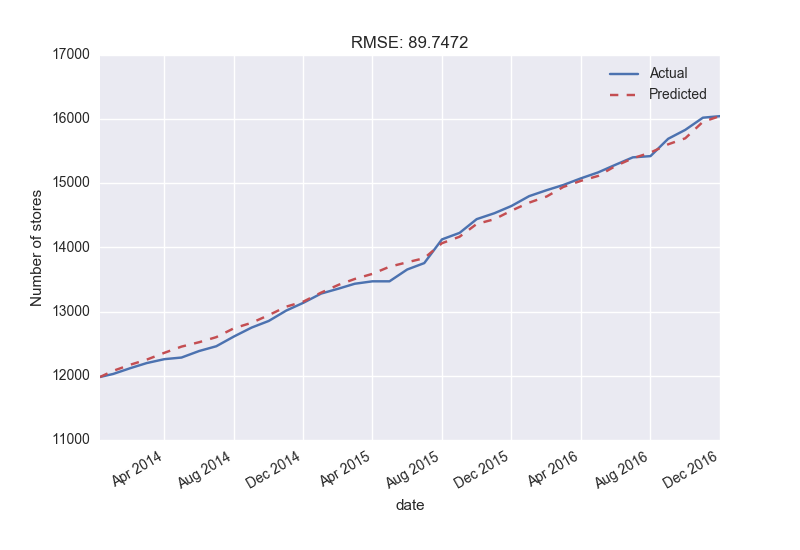 RMSE: 89.7472
17000
16000
15000
14000
13000
12000
11000
Number of stores
Actual
Predicted
Apr 2014
Aug 2014
Dec 2014
Apr 2015
Aug 2015
Dec 2015
Apr 2016
Aug 2016
Dec 2016
date